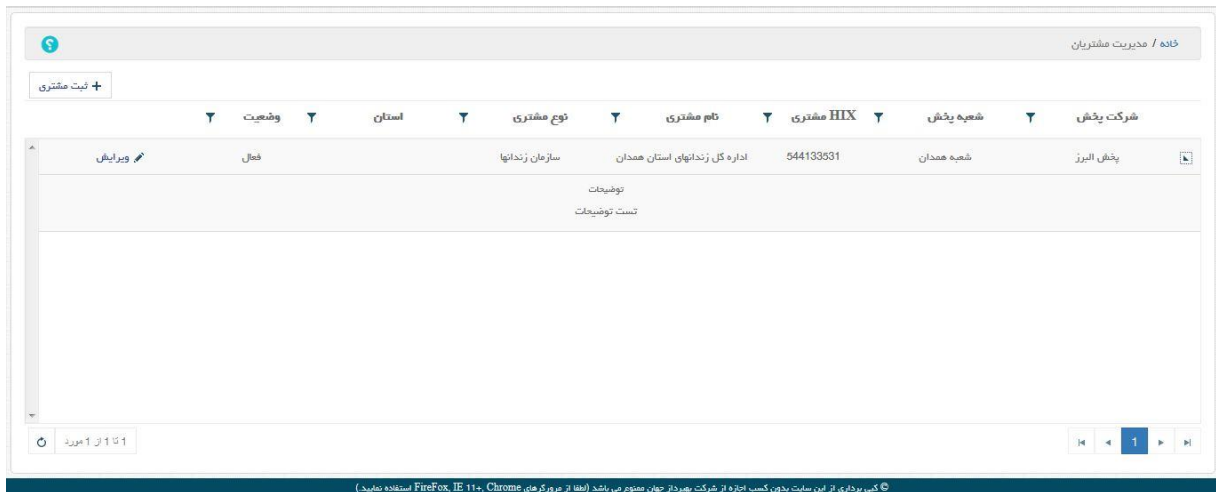 خانه / مدیریت مشتریان
+ ثبت مشتری
شرکت پخش شعبه پخش HIX مشتری نام مشتری نوع مشتری استان وضعیت
پخش البرز شعبه همدان 544133531 اداره کل زندانهای استان همدان سازمان زندانها فعال ویرایش
توضیحات
تست توضیحات
1
1 تا 1 از 1 مورد
© کپی برداری از این سایت بدون کسب اجازه از شرکت بهپرداز جهان ممنوع می باشد (لطفا از مرورگرهای FireFox, IE 11+, Chrome استفاده نمایید.)